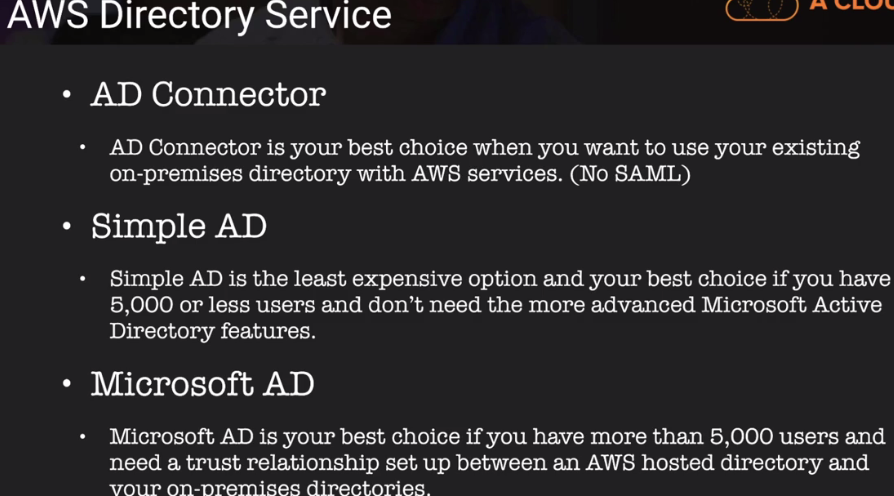 AWS Directory Service
A CLOU
• AD Connector
• AD Connector is your best choice when you want to use your existing
on-premises directory with AWS services. (No SAML)
• Simple AD
• Simple AD is the least expensive option and your best choice if you have
5,000 or less users and don't need the more advanced Microsoft Active
Directory features.
• Microsoft AD
• Microsoft AD is your best choice if you have more than 5,000 users and
need a trust relationship set up between an AWS hosted directory and
your on-premises directories.